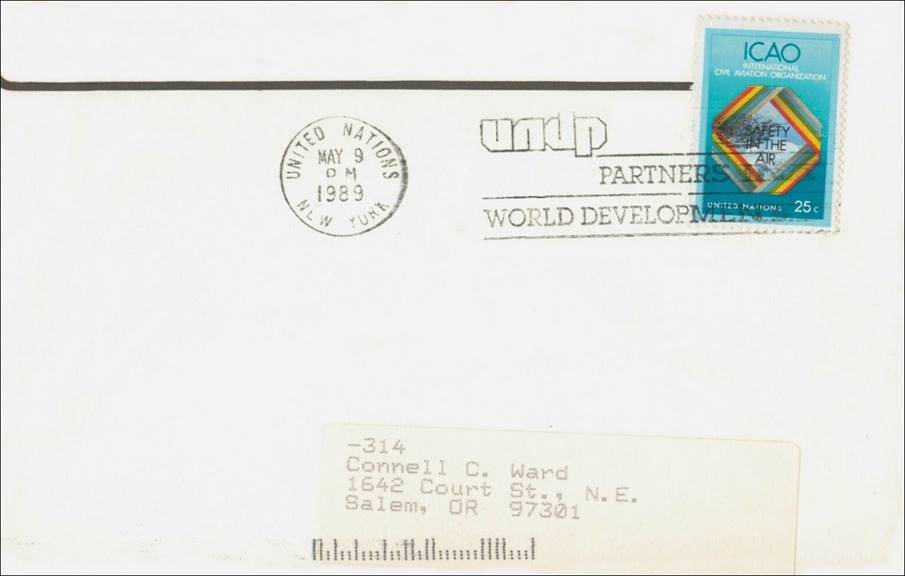 ICAO
INTERNATIONAL
CIVIL AVIATION ORGANIZATION
SAFETY
IN THE
AIR
UNITED NATIONS 25c
UNITED NATIONS
MAY 9
PM
1989
NEW YORK
undp
PARTNERS
WORLD DEVELOPMENT
-314
Connell C. Ward
1642 Court St., N.E.
Salem, OR 97301